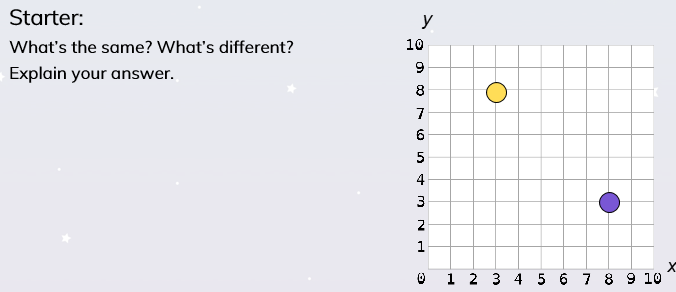 Starter:
What's the same? What's different?
Explain your answer.
y
10
9
8
7
6
5
4
3
2
1
0 1 2 3 4 5 6 7 8 9 10
x